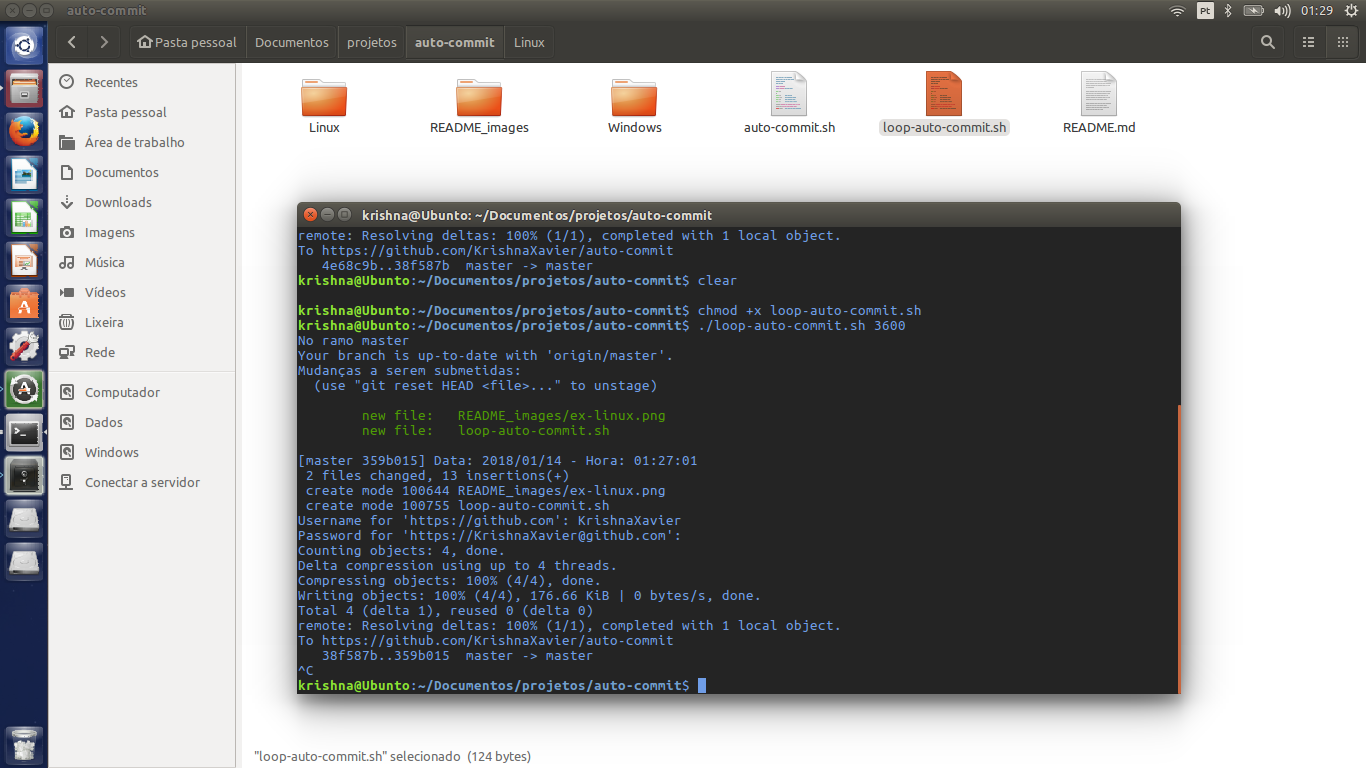 auto-commit
Pt
01:29
Pasta pessoal
Documentos
projetos
auto-commit
Linux
Recentes
Pasta pessoal
Área de trabalho
Documentos
Downloads
Imagens
Música
Vídeos
Lixeira
Rede
Computador
Dados
Windows
Conectar a servidor
Linux
README_images
Windows
auto-commit.sh
loop-auto-commit.sh
README.md
krishna@Ubunto: ~/Documentos/projetos/auto-commit
remote: Resolving deltas: 100% (1/1), completed with 1 local object.
To https://github.com/KrishnaXavier/auto-commit
   4e68c9b..38f587b  master -> master
krishna@Ubunto:~/Documentos/projetos/auto-commit$ clear
krishna@Ubunto:~/Documentos/projetos/auto-commit$ chmod +x loop-auto-commit.sh
krishna@Ubunto:~/Documentos/projetos/auto-commit$ ./loop-auto-commit.sh 3600
No ramo master
Your branch is up-to-date with 'origin/master'.
Mudanças a serem submetidas:
  (use "git reset HEAD <file>..." to unstage)
        new file:   README_images/ex-linux.png
        new file:   loop-auto-commit.sh
[master 359b015] Data: 2018/01/14 - Hora: 01:27:01
 2 files changed, 13 insertions(+)
 create mode 100644 README_images/ex-linux.png
 create mode 100755 loop-auto-commit.sh
Username for 'https://github.com': KrishnaXavier
Password for 'https://KrishnaXavier@github.com':
Counting objects: 4, done.
Delta compression using up to 4 threads.
Compressing objects: 100% (4/4), done.
Writing objects: 100% (4/4), 176.66 KiB | 0 bytes/s, done.
Total 4 (delta 1), reused 0 (delta 0)
remote: Resolving deltas: 100% (1/1), completed with 1 local object.
To https://github.com/KrishnaXavier/auto-commit
   38f587b..359b015  master -> master
^C
krishna@Ubunto:~/Documentos/projetos/auto-commit$
"loop-auto-commit.sh" selecionado (124 bytes)